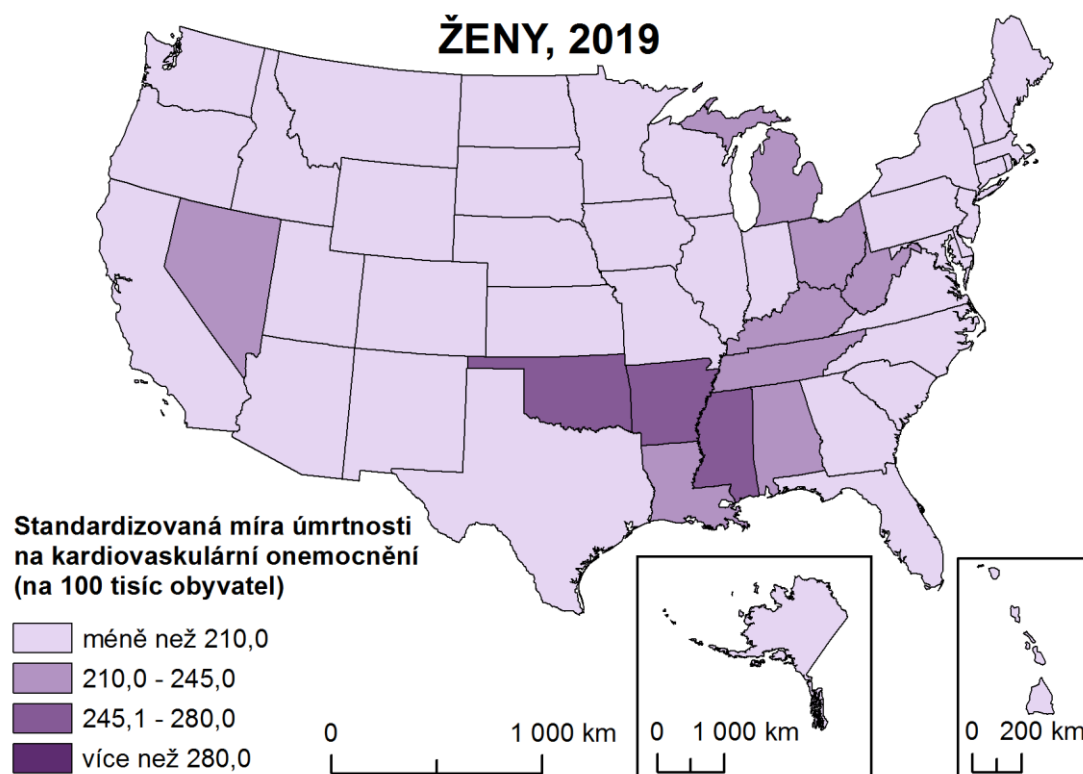 ŽENY, 2019
Standardizovaná míra úmrtnosti
na kardiovaskulární onemocnění
(na 100 tisíc obyvatel)
méně než 210,0
210,0 - 245,0
245,1 - 280,0
více než 280,0
0 1 000 km
0 1 000 km
0 200 km